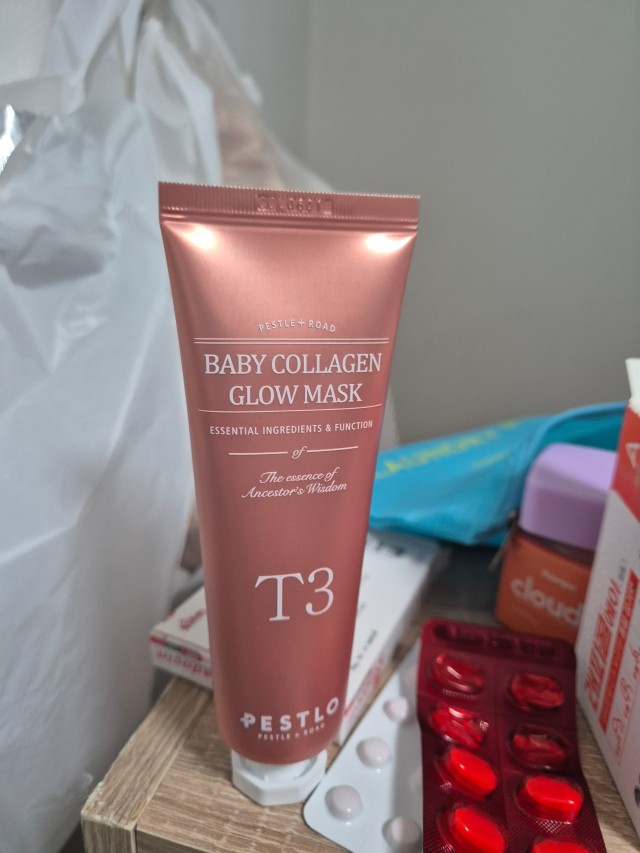 PESTLE+ROAD
BABY COLLAGEN
GLOW MASK
ESSENTIAL INGREDIENTS & FUNCTION
of
The essence of
Ancestor's Wisdom
T3
PESTLO
PESTLE+ROAD
LAUNDRY
cloud